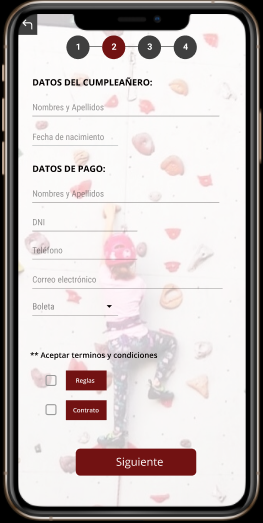 1 2 3 4
DATOS DEL CUMPLEAÑERO:
Nombres y Apellidos
Fecha de nacimiento
DATOS DE PAGO:
Nombres y Apellidos
DNI
Teléfono
Correo electrónico
Boleta
** Aceptar terminos y condiciones
Reglas
Contrato
Siguiente